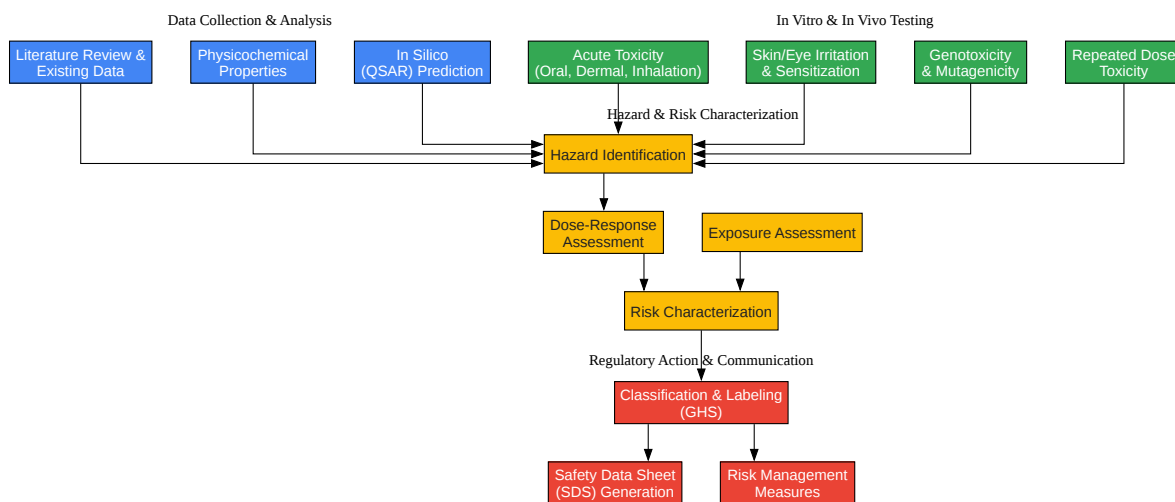 Data Collection & Analysis
In Vitro & In Vivo Testing
Literature Review &
Existing Data
Physicochemical
Properties
In Silico
(QSAR) Prediction
Acute Toxicity
(Oral, Dermal, Inhalation)
Skin/Eye Irritation
& Sensitization
Genotoxicity
& Mutagenicity
Repeated Dose
Toxicity
Hazard & Risk Characterization
Hazard Identification
Dose-Response
Assessment
Exposure Assessment
Risk Characterization
Regulatory Action & Communication
Classification & Labeling
(GHS)
Safety Data Sheet
(SDS) Generation
Risk Management
Measures